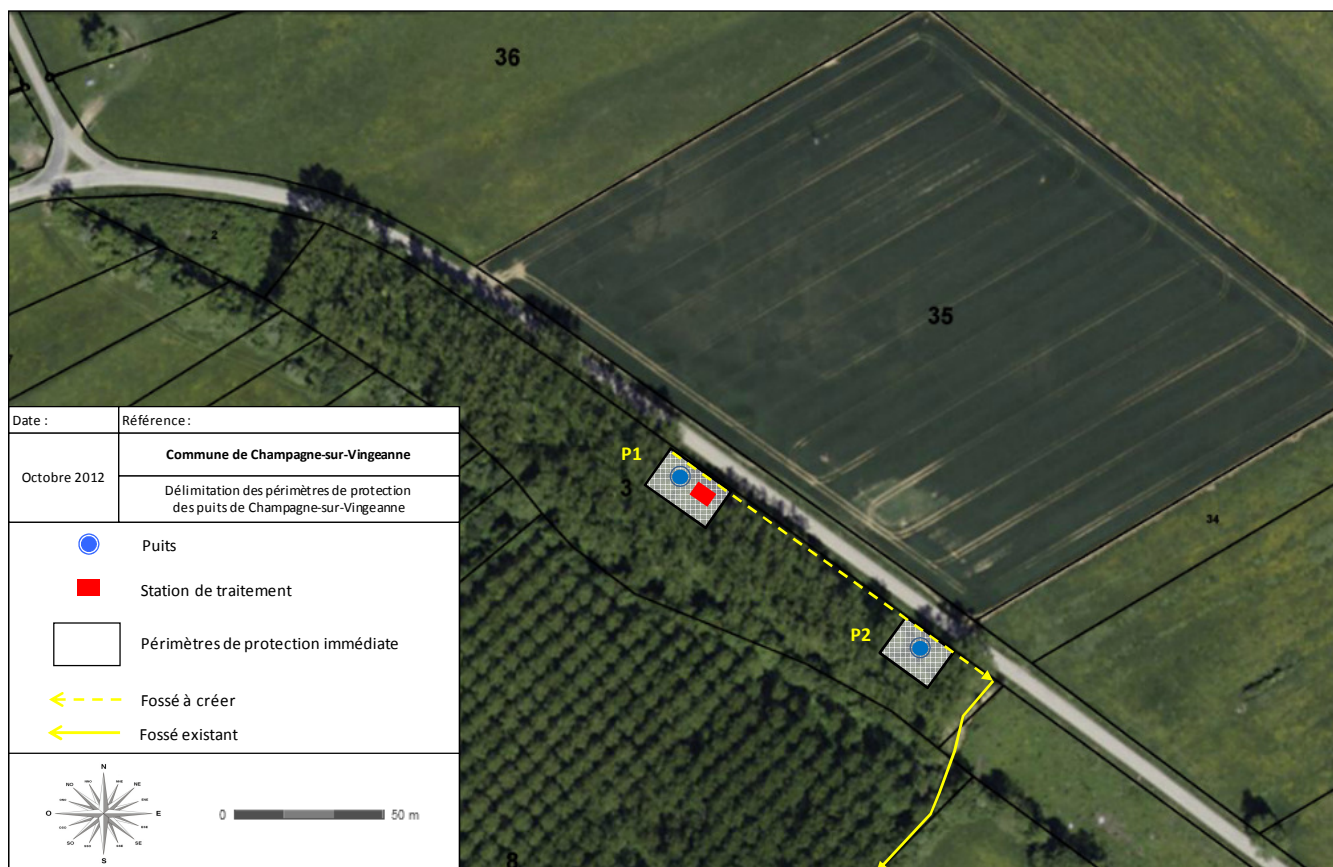 36
2
35
P1
3
34
P2
8
Date :
Référence :
Octobre 2012
Commune de Champagne-sur-Vingeanne
Délimitation des périmètres de protection
des puits de Champagne-sur-Vingeanne
Puits
Station de traitement
Périmètres de protection immédiate
Fossé à créer
Fossé existant
N
NO
NE
O
E
SO
SE
S
0
50 m